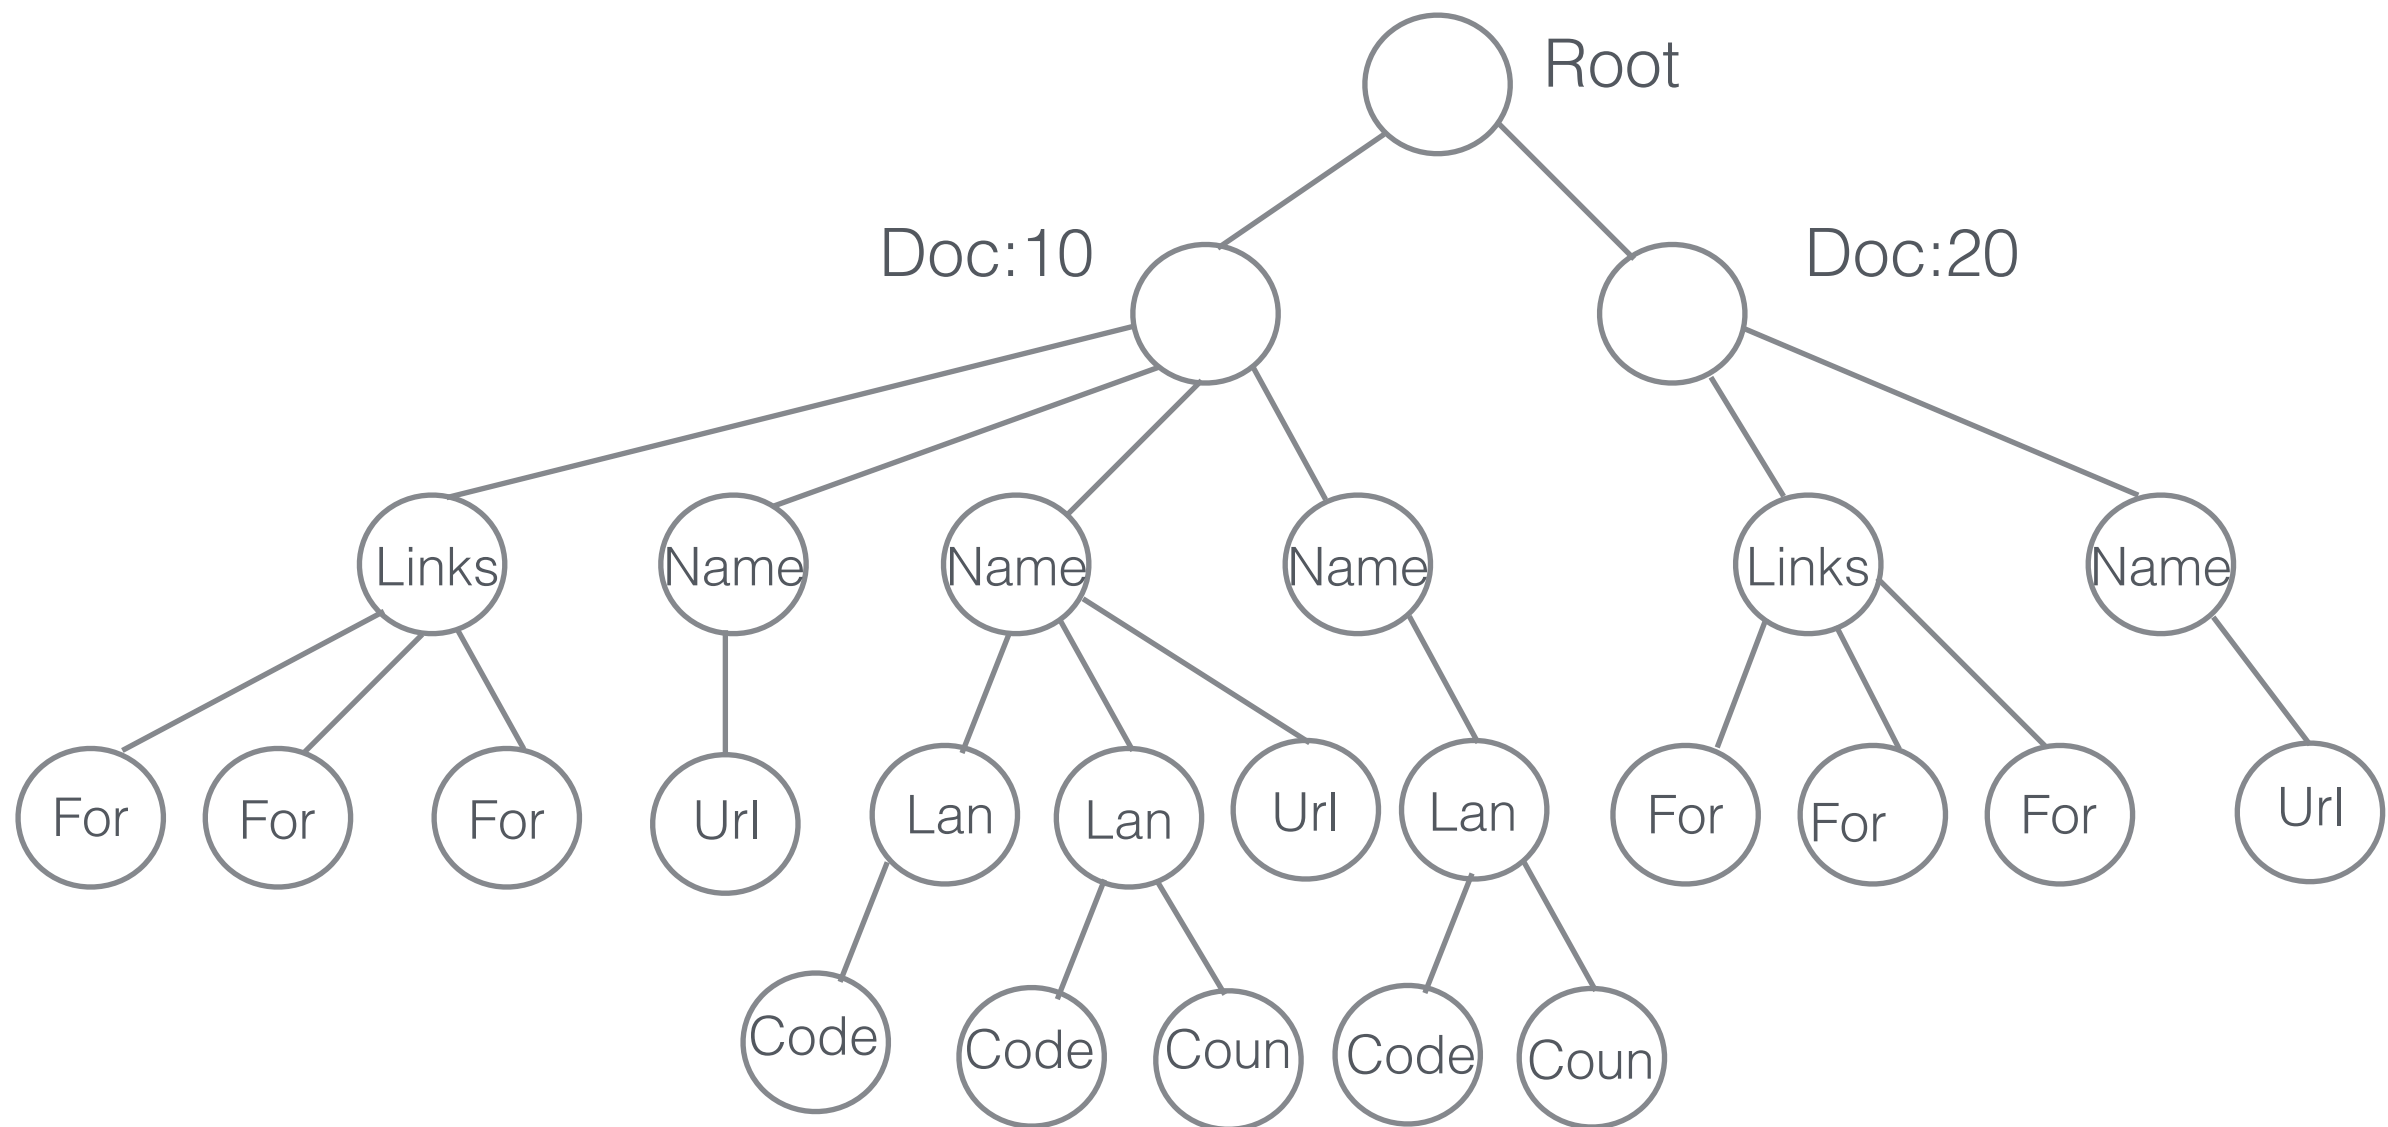 Root
Doc:10
Doc:20
Links
Name
Name
Name
Links
Name
For
For
For
Url
Lan
Lan
Url
Lan
For
For
For
Url
Code
Code
Coun
Code
Coun